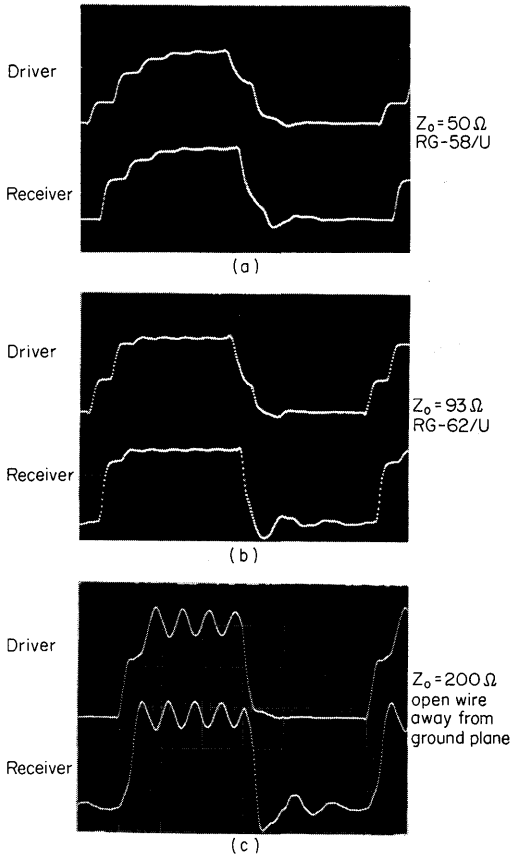 Driver
Z₀ = 50 Ω
RG-58/U
Receiver
(a)
Driver
Z₀ = 93 Ω
RG-62/U
Receiver
(b)
Driver
Z₀ = 200 Ω
open wire
away from
ground plane
Receiver
(c)